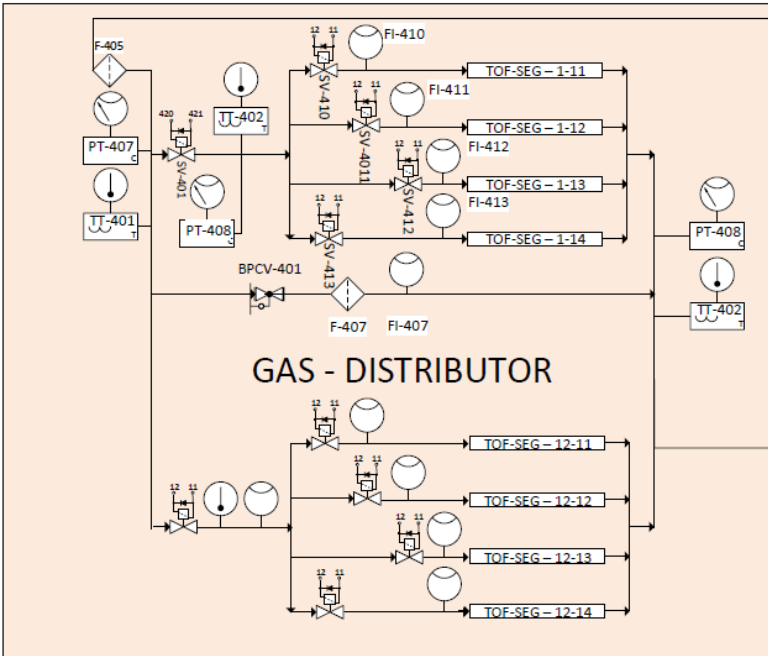 F-405
12 11
FI-410
SV-410
TOF-SEG – 1-11
FI-411
12 11
SV-4011
TOF-SEG – 1-12
420 421
TT-402
T
PT-407
C
SV-401
FI-412
12 11
SV-412
TOF-SEG – 1-13
FI-413
12 11
SV-413
TOF-SEG – 1-14
TT-401
T
PT-408
PT-408
C
BPCV-401
F-407
FI-407
TT-402
T
GAS - DISTRIBUTOR
12 11
TOF-SEG – 12-11
12 11
TOF-SEG – 12-12
12 11
12 11
TOF-SEG – 12-13
12 11
TOF-SEG – 12-14